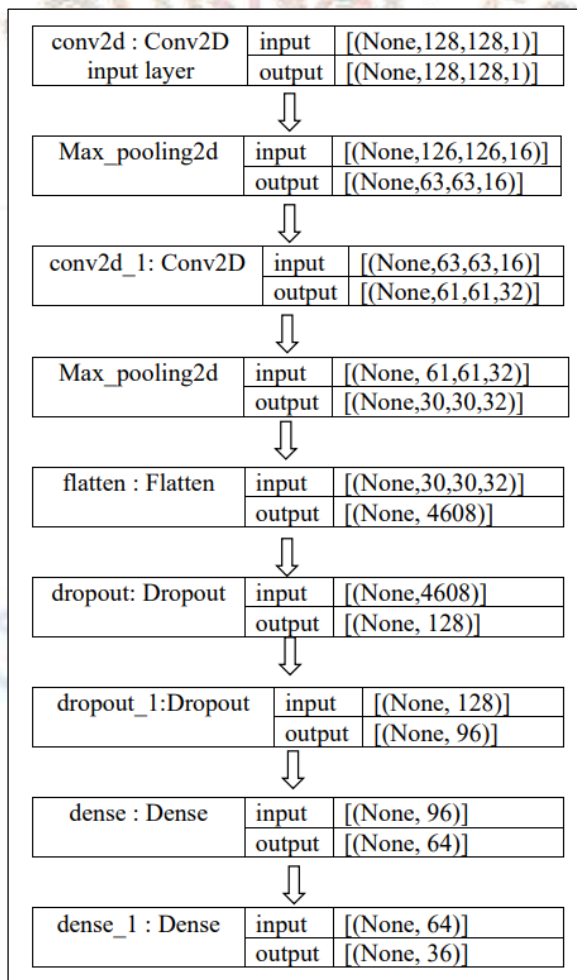 conv2d : Conv2D input [(None,128,128,1)]
input layer output [(None,128,128,1)]
Max_pooling2d input [(None,126,126,16)]
output [(None,63,63,16)]
conv2d_1: Conv2D input [(None,63,63,16)]
output [(None,61,61,32)]
Max_pooling2d input [(None, 61,61,32)]
output [(None,30,30,32)]
flatten : Flatten input [(None,30,30,32)]
output [(None, 4608)]
dropout: Dropout input [(None,4608)]
output [(None, 128)]
dropout_1:Dropout input [(None, 128)]
output [(None, 96)]
dense : Dense input [(None, 96)]
output [(None, 64)]
dense_1 : Dense input [(None, 64)]
output [(None, 36)]